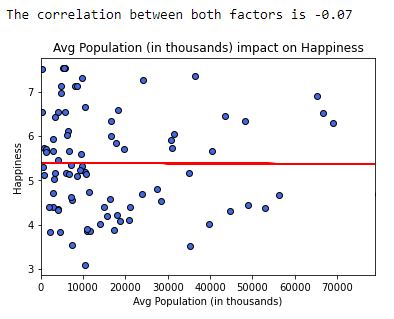 The correlation between both factors is -0.07
Avg Population (in thousands) impact on Happiness
7
6
5
4
3
Happiness
0 10000 20000 30000 40000 50000 60000 70000
Avg Population (in thousands)